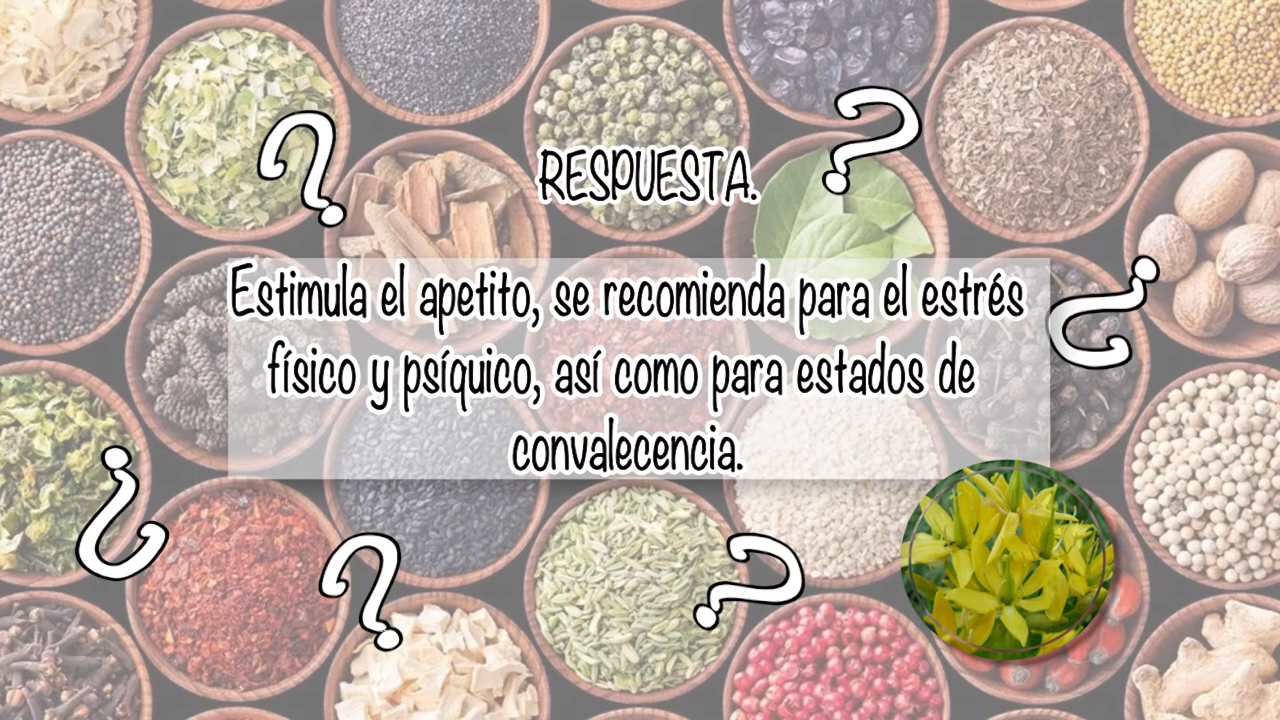 RESPUESTA.
Estimula el apetito, se recomienda para el estrés
físico y psíquico, así como para estados de
convalecencia.